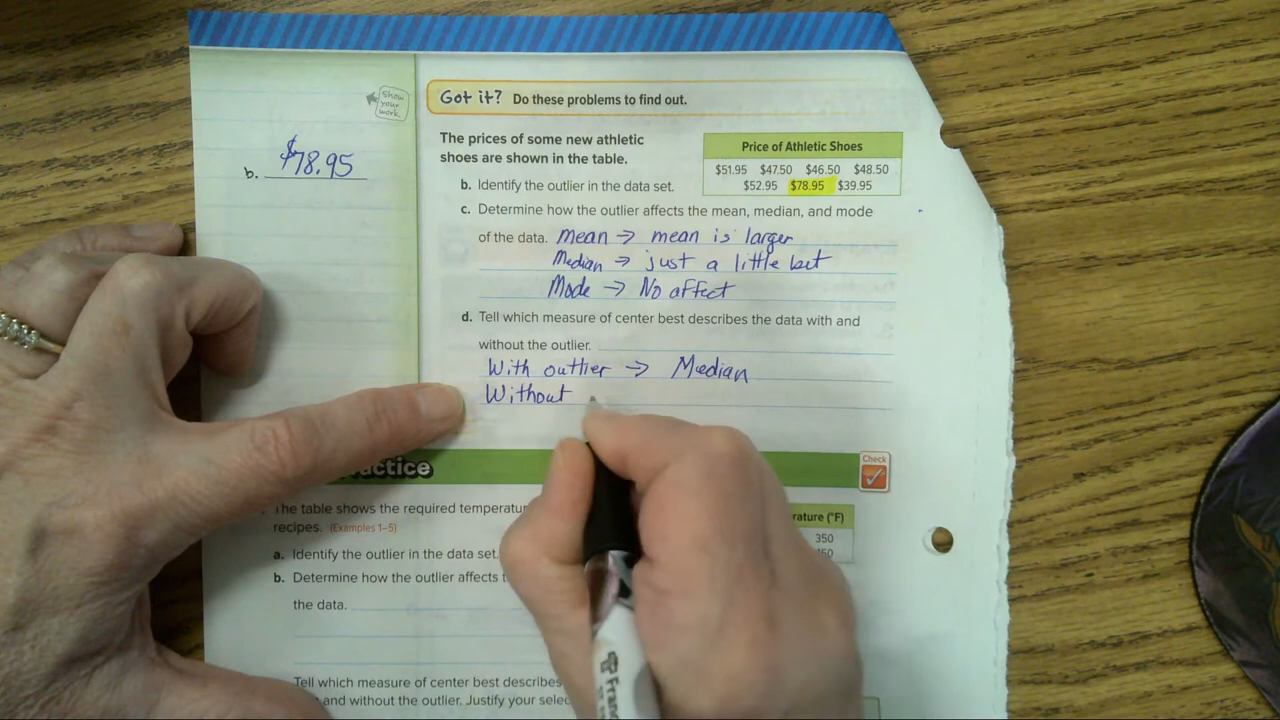 Show
your
work.
Got it? Do these problems to find out.
The prices of some new athletic
shoes are shown in the table.
Price of Athletic Shoes
$51.95 $47.50 $46.50 $48.50
$52.95 $78.95 $39.95
b. $78.95
b. Identify the outlier in the data set.
c. Determine how the outlier affects the mean, median, and mode
of the data. Mean → mean is larger
Median → just a little bit
Mode → No affect
d. Tell which measure of center best describes the data with and
without the outlier.
With outlier → Median
Without
actice
Check
The table shows the required temperatur
recipes. (Examples 1–5)
rature (°F)
350
a. Identify the outlier in the data set.
b. Determine how the outlier affects t
the data.
Tell which measure of center best describes
and without the outlier. Justify your selec